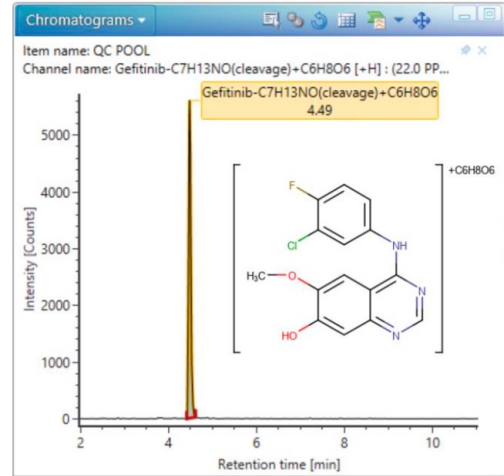 Chromatograms
Item name: QC POOL
Channel name: Gefitinib-C7H13NO(cleavage)+C6H8O6 [+H] : (22.0 PP...
Gefitinib-C7H13NO(cleavage)+C6H8O6
4.49
+C6H8O6
F
Cl
NH
H₃C
O
N
HO
N
Intensity [Counts]
5000
4000
3000
2000
1000
0
2
4
6
8
10
Retention time [min]